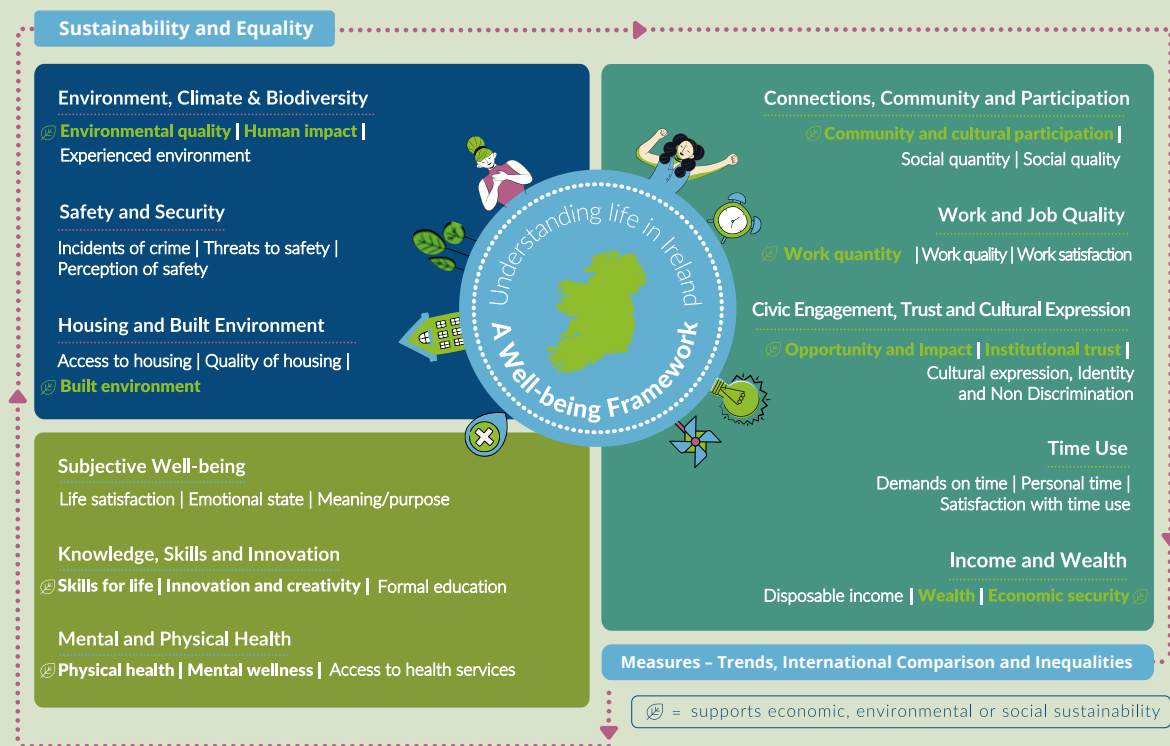 Sustainability and Equality
Environment, Climate & Biodiversity
Environmental quality | Human impact |
Experienced environment
Safety and Security
Incidents of crime | Threats to safety |
Perception of safety
Housing and Built Environment
Access to housing | Quality of housing |
Built environment
Subjective Well-being
Life satisfaction | Emotional state | Meaning/purpose
Knowledge, Skills and Innovation
Skills for life | Innovation and creativity | Formal education
Mental and Physical Health
Physical health | Mental wellness | Access to health services
Understanding life in Ireland
A Well-being Framework
Connections, Community and Participation
Community and cultural participation |
Social quantity | Social quality
Work and Job Quality
Work quantity | Work quality | Work satisfaction
Civic Engagement, Trust and Cultural Expression
Opportunity and Impact | Institutional trust |
Cultural expression, Identity
and Non Discrimination
Time Use
Demands on time | Personal time |
Satisfaction with time use
Income and Wealth
Disposable income | Wealth | Economic security
Measures – Trends, International Comparison and Inequalities
= supports economic, environmental or social sustainability